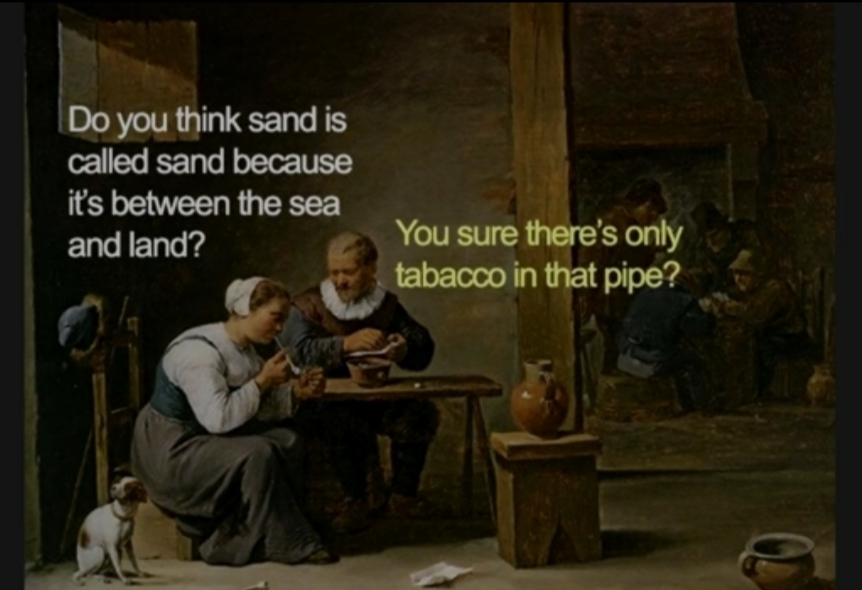 Do you think sand is
called sand because
it's between the sea
and land?
You sure there's only
tabacco in that pipe?